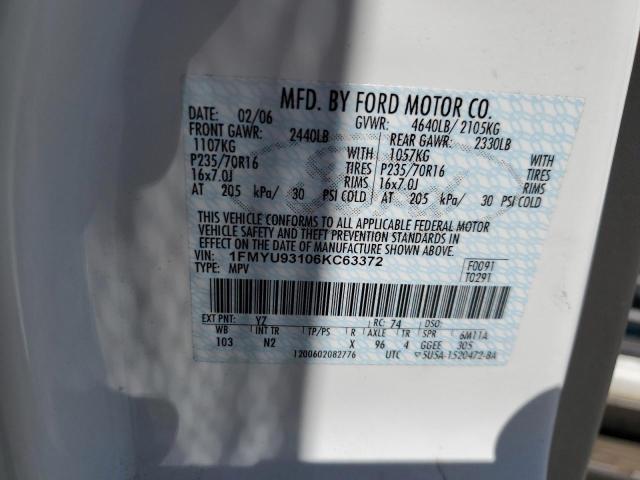 MFD. BY FORD MOTOR CO.
DATE: 02/06 GVWR: 4640LB/ 2105KG
FRONT GAWR: 2440LB REAR GAWR: 2330LB
1107KG WITH 1057KG WITH
P235/70R16 TIRES P235/70R16 TIRES
16x7.0J RIMS 16x7.0J RIMS
AT 205 kPa/ 30 PSI COLD AT 205 kPa/ 30 PSI COLD
THIS VEHICLE CONFORMS TO ALL APPLICABLE FEDERAL MOTOR
VEHICLE SAFETY AND THEFT PREVENTION STANDARDS IN
EFFECT ON THE DATE OF MANUFACTURE SHOWN ABOVE.
VIN: 1FMYU93106KC63372 F0091
TYPE: MPV T0291
EXT PNT: YZ RC: 74 DSO:
WB INT TR TP/PS R AXLE TR SPR 6M11A
103 N2 X 96 4 GGEE 305
1200602082776 UTC 5U5A-1520472-BA